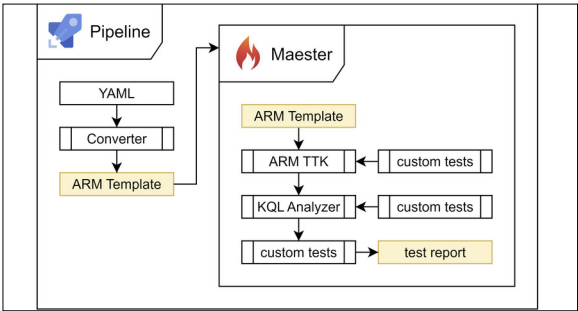 Pipeline
YAML
Converter
ARM Template
Maester
ARM Template
ARM TTK
custom tests
KQL Analyzer
custom tests
custom tests
test report